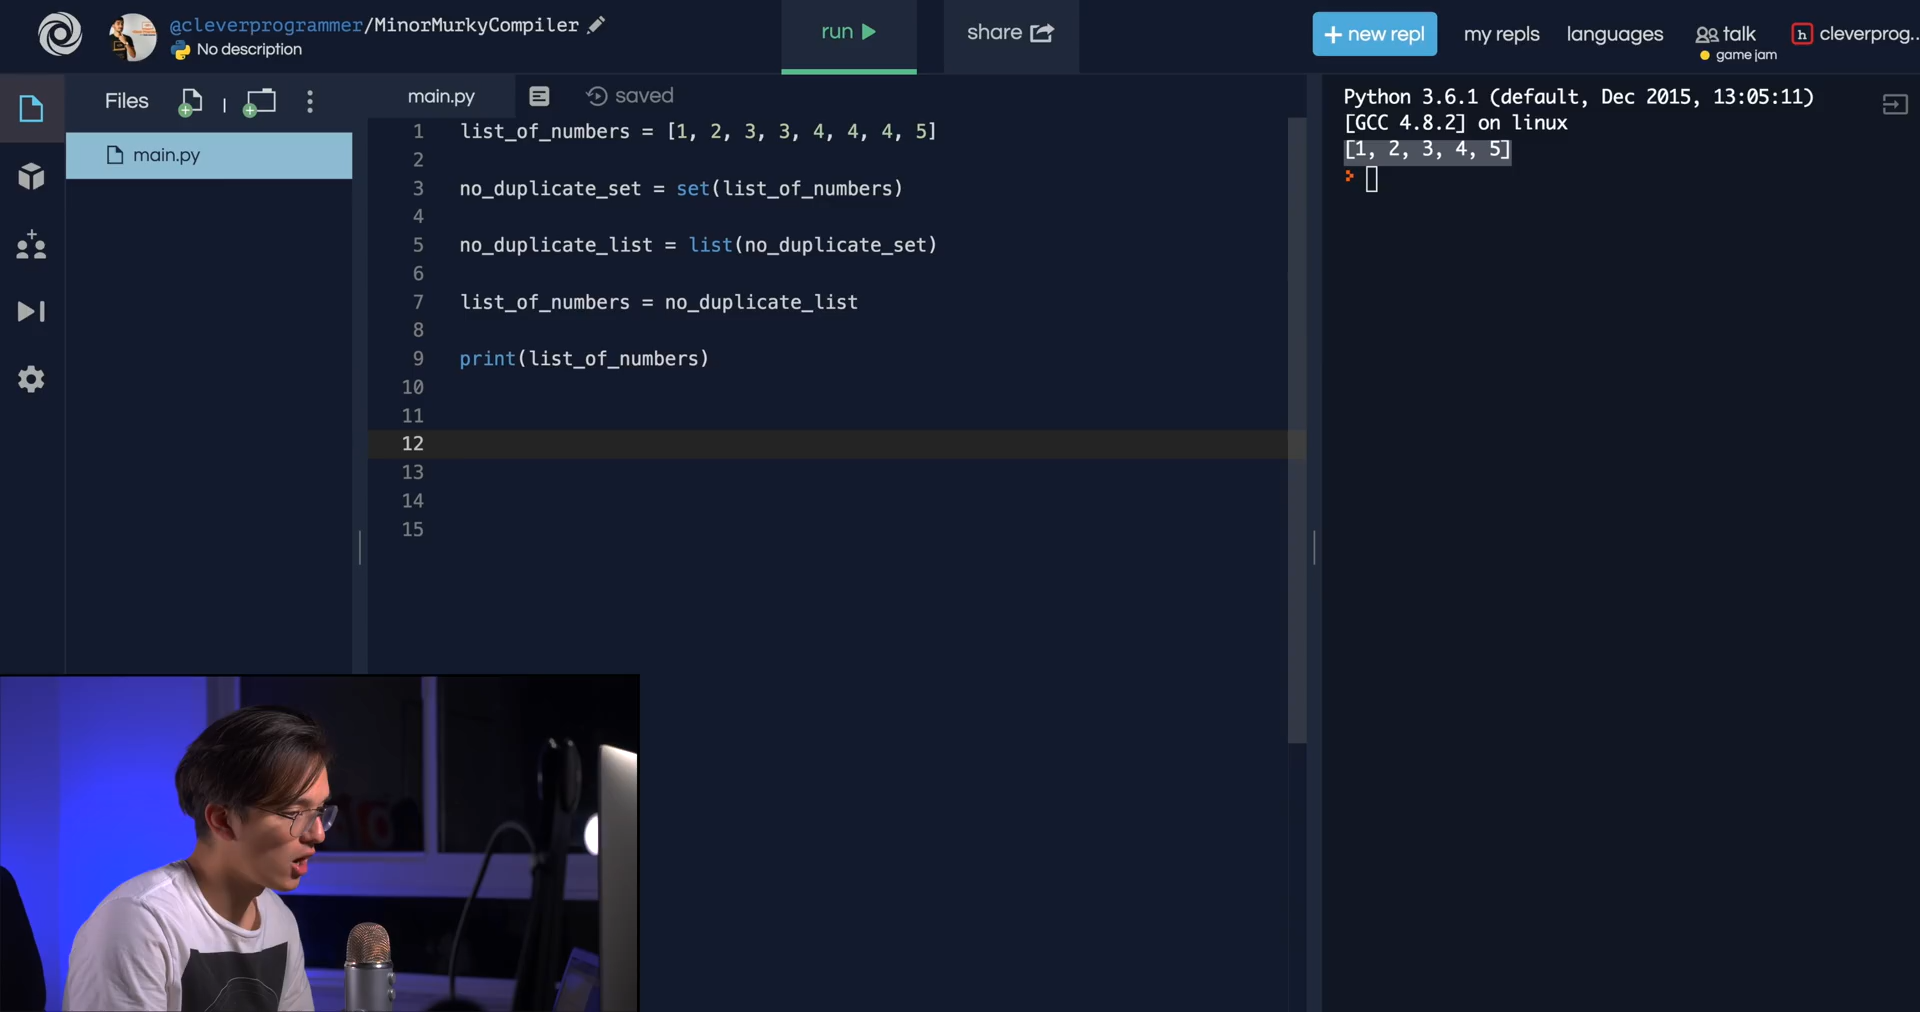 @cleverprogrammer/MinorMurkyCompiler
No description
run
share
+ new repl
my repls
languages
talk
game jam
h
cleverprog...
Files
main.py
main.py
saved
1 list_of_numbers = [1, 2, 3, 3, 4, 4, 4, 5]
2
3 no_duplicate_set = set(list_of_numbers)
4
5 no_duplicate_list = list(no_duplicate_set)
6
7 list_of_numbers = no_duplicate_list
8
9 print(list_of_numbers)
10
11
12
13
14
15
Python 3.6.1 (default, Dec 2015, 13:05:11)
[GCC 4.8.2] on linux
[1, 2, 3, 4, 5]